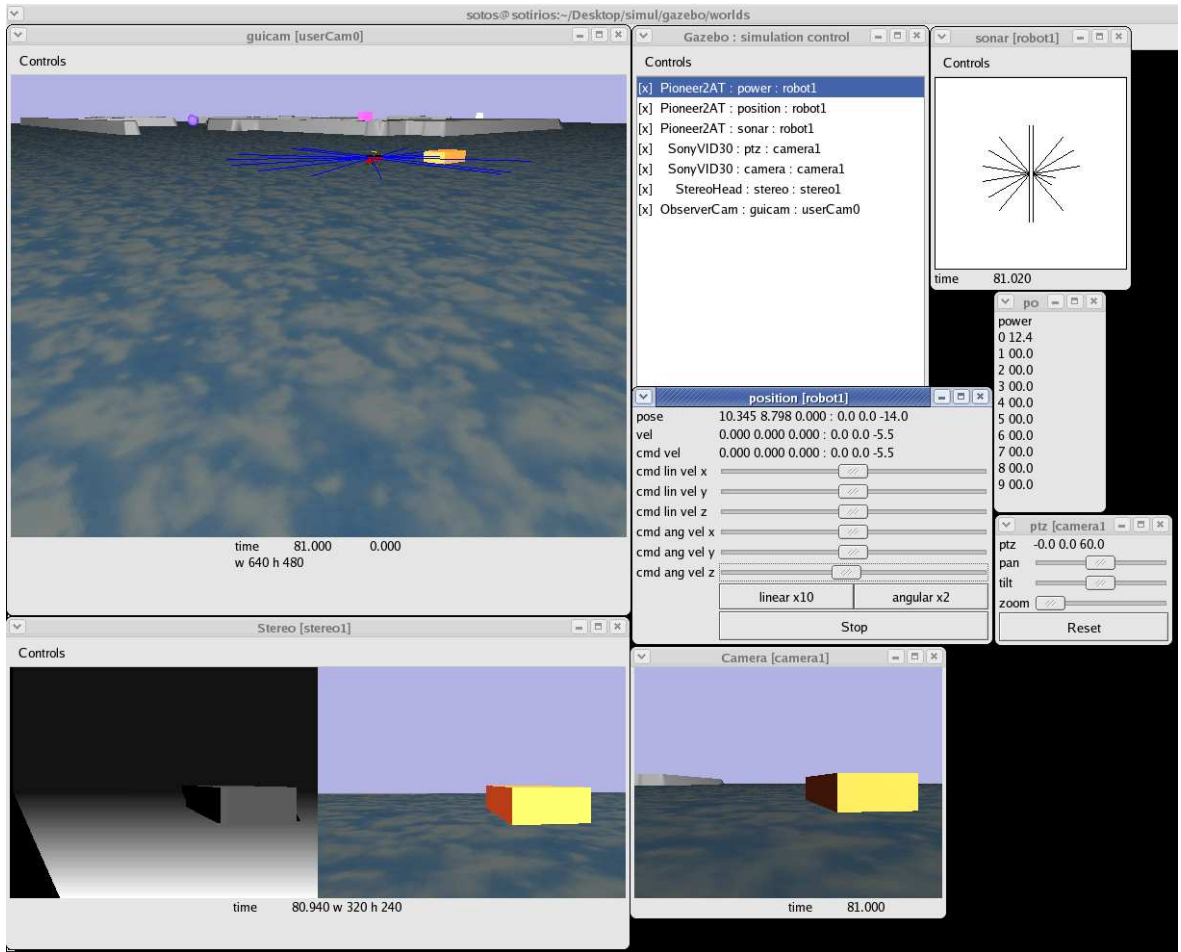 sotos@sotirios:~/Desktop/simul/gazebo/worlds
guicam [userCam0]
Controls
time 81.000 0.000
w 640 h 480
Gazebo : simulation control
Controls
[x] Pioneer2AT : power : robot1
[x] Pioneer2AT : position : robot1
[x] Pioneer2AT : sonar : robot1
[x] SonyVID30 : ptz : camera1
[x] SonyVID30 : camera : camera1
[x] StereoHead : stereo : stereo1
[x] ObserverCam : guicam : userCam0
sonar [robot1]
Controls
time 81.020
po
power
0 12.4
1 00.0
2 00.0
3 00.0
4 00.0
5 00.0
6 00.0
7 00.0
8 00.0
9 00.0
position [robot1]
pose 10.345 8.798 0.000 : 0.0 0.0 -14.0
vel 0.000 0.000 0.000 : 0.0 0.0 -5.5
cmd vel 0.000 0.000 0.000 : 0.0 0.0 -5.5
cmd lin vel x
cmd lin vel y
cmd lin vel z
cmd ang vel x
cmd ang vel y
cmd ang vel z
linear x10 angular x2
Stop
ptz [camera1
ptz -0.0 0.0 60.0
pan
tilt
zoom
Reset
Stereo [stereo1]
Controls
time 80.940 w 320 h 240
Camera [camera1]
time 81.000